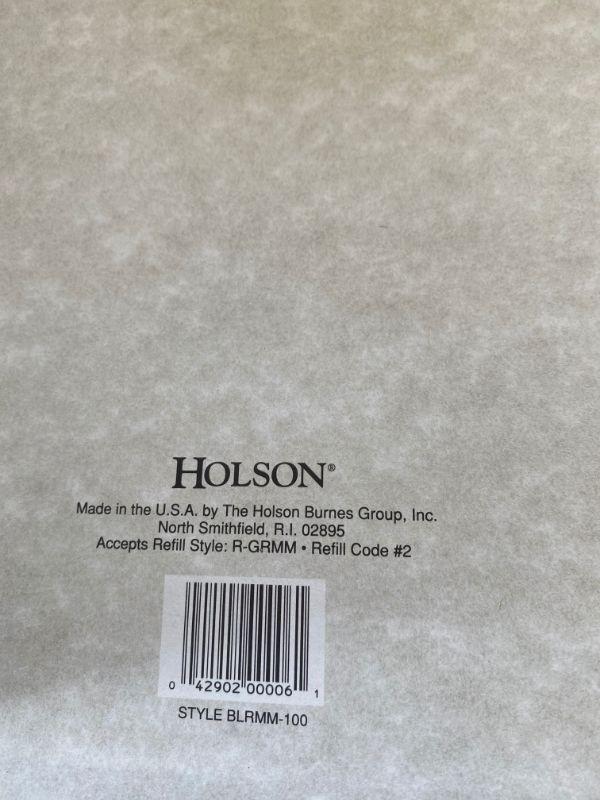 HOLSON®
Made in the U.S.A. by The Holson Burnes Group, Inc.
North Smithfield, R.I. 02895
Accepts Refill Style: R-GRMM • Refill Code #2
0 42902 00006 1
STYLE BLRMM-100